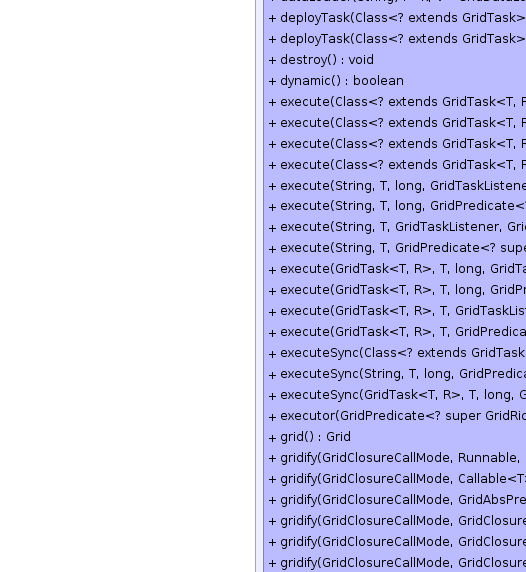 + deployTask(Class<? extends GridTask>
+ deployTask(Class<? extends GridTask>
+ destroy() : void
+ dynamic() : boolean
+ execute(Class<? extends GridTask<T,
+ execute(Class<? extends GridTask<T,
+ execute(Class<? extends GridTask<T,
+ execute(Class<? extends GridTask<T,
+ execute(String, T, long, GridTaskListene
+ execute(String, T, long, GridPredicate<
+ execute(String, T, GridTaskListener, Gri
+ execute(String, T, GridPredicate<? supe
+ execute(GridTask<T, R>, T, long, GridTa
+ execute(GridTask<T, R>, T, long, GridPr
+ execute(GridTask<T, R>, T, GridTaskLis
+ execute(GridTask<T, R>, T, GridPredica
+ executeSync(Class<? extends GridTask
+ executeSync(String, T, long, GridPredica
+ executeSync(GridTask<T, R>, T, long, G
+ executor(GridPredicate<? super GridRic
+ grid() : Grid
+ gridify(GridClosureCallMode, Runnable,
+ gridify(GridClosureCallMode, Callable<T
+ gridify(GridClosureCallMode, GridAbsPre
+ gridify(GridClosureCallMode, GridClosure
+ gridify(GridClosureCallMode, GridClosure
+ gridify(GridClosureCallMode, GridClosure